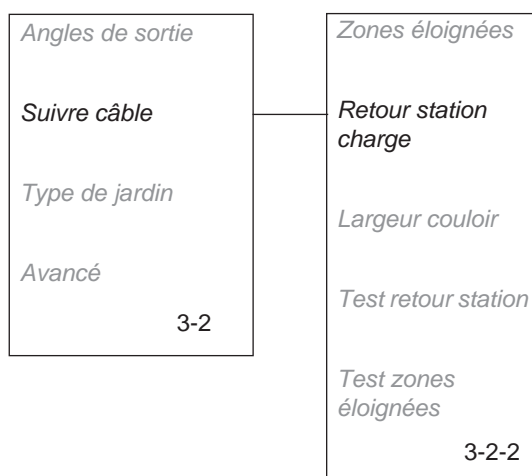 Angles de sortie
Suivre câble
Type de jardin
Avancé
3-2
Zones éloignées
Retour station
charge
Largeur couloir
Test retour station
Test zones
éloignées
3-2-2